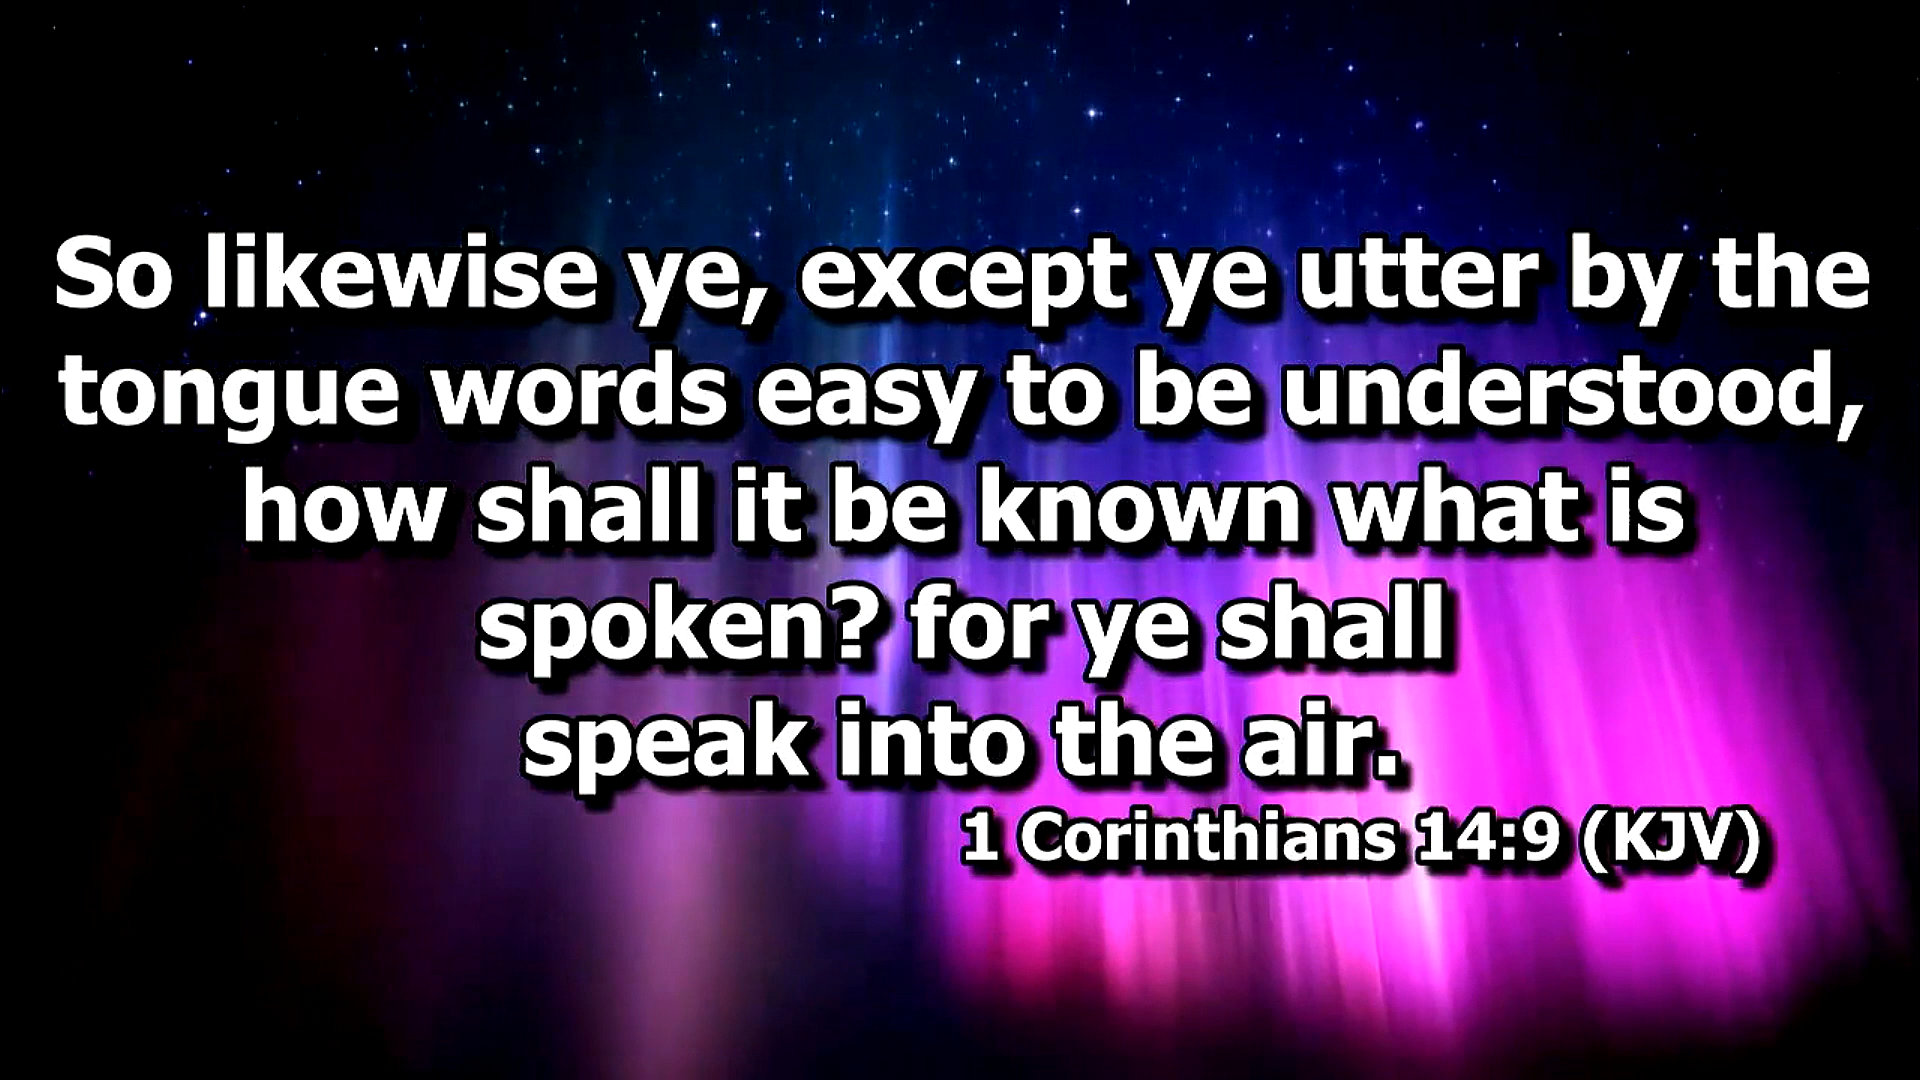 So likewise ye, except ye utter by the
tongue words easy to be understood,
how shall it be known what is
spoken? for ye shall
speak into the air.
1 Corinthians 14:9 (KJV)